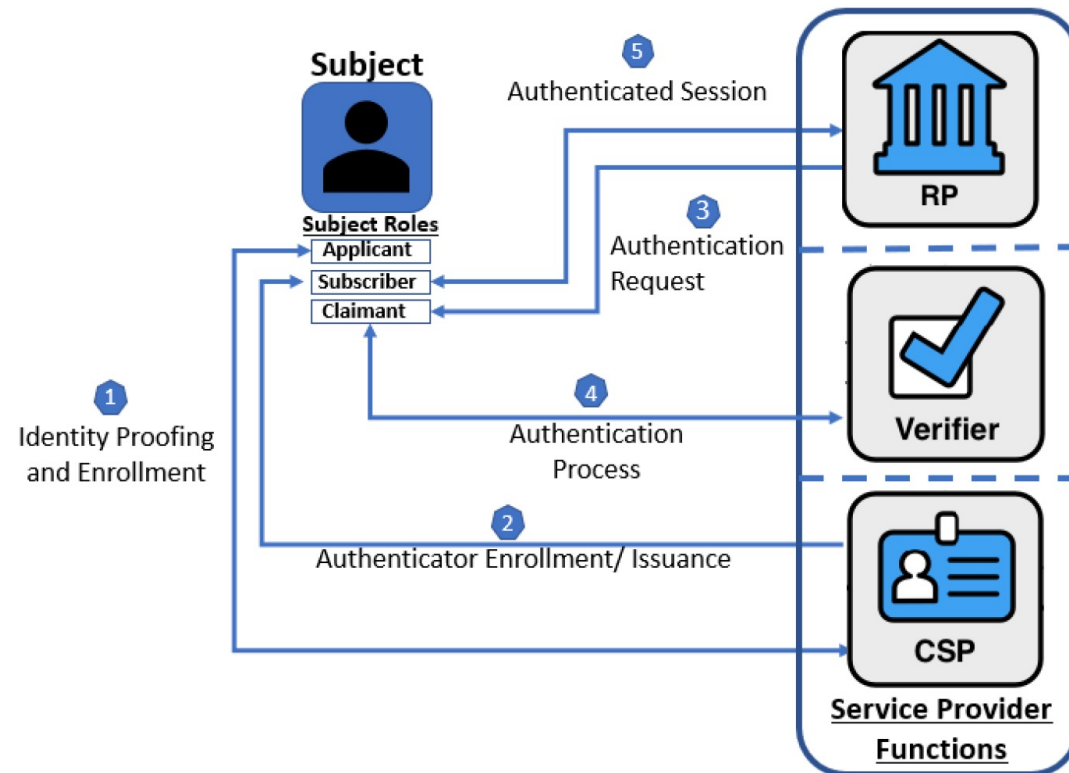 Subject
Subject Roles
Applicant
Subscriber
Claimant
5
Authenticated Session
RP
3
Authentication
Request
1
Identity Proofing
and Enrollment
4
Authentication
Process
Verifier
2
Authenticator Enrollment/ Issuance
CSP
Service Provider
Functions